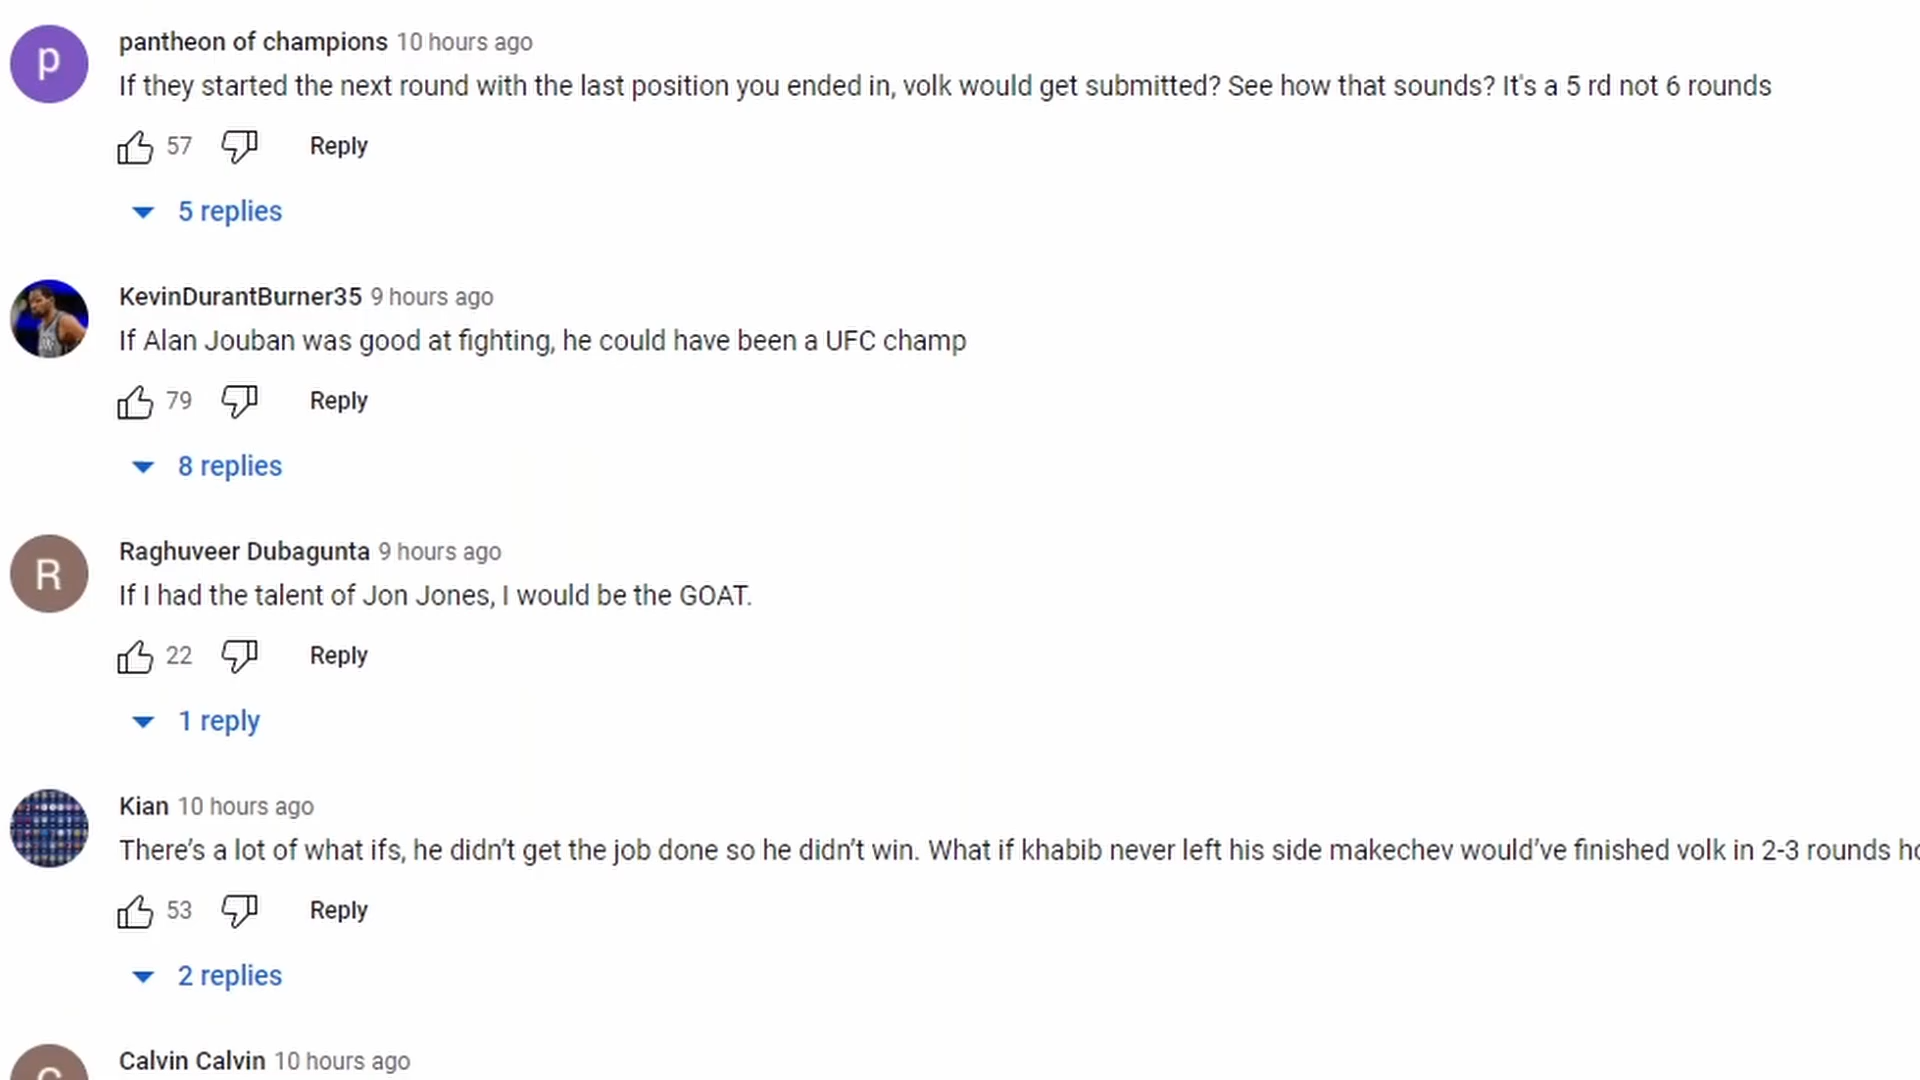 p
pantheon of champions 10 hours ago
If they started the next round with the last position you ended in, volk would get submitted? See how that sounds? It's a 5 rd not 6 rounds
57 Reply
5 replies
KevinDurantBurner35 9 hours ago
If Alan Jouban was good at fighting, he could have been a UFC champ
79 Reply
8 replies
R
Raghuveer Dubagunta 9 hours ago
If I had the talent of Jon Jones, I would be the GOAT.
22 Reply
1 reply
Kian 10 hours ago
There’s a lot of what ifs, he didn’t get the job done so he didn’t win. What if khabib never left his side makechev would’ve finished volk in 2-3 rounds
53 Reply
2 replies
Calvin Calvin 10 hours ago